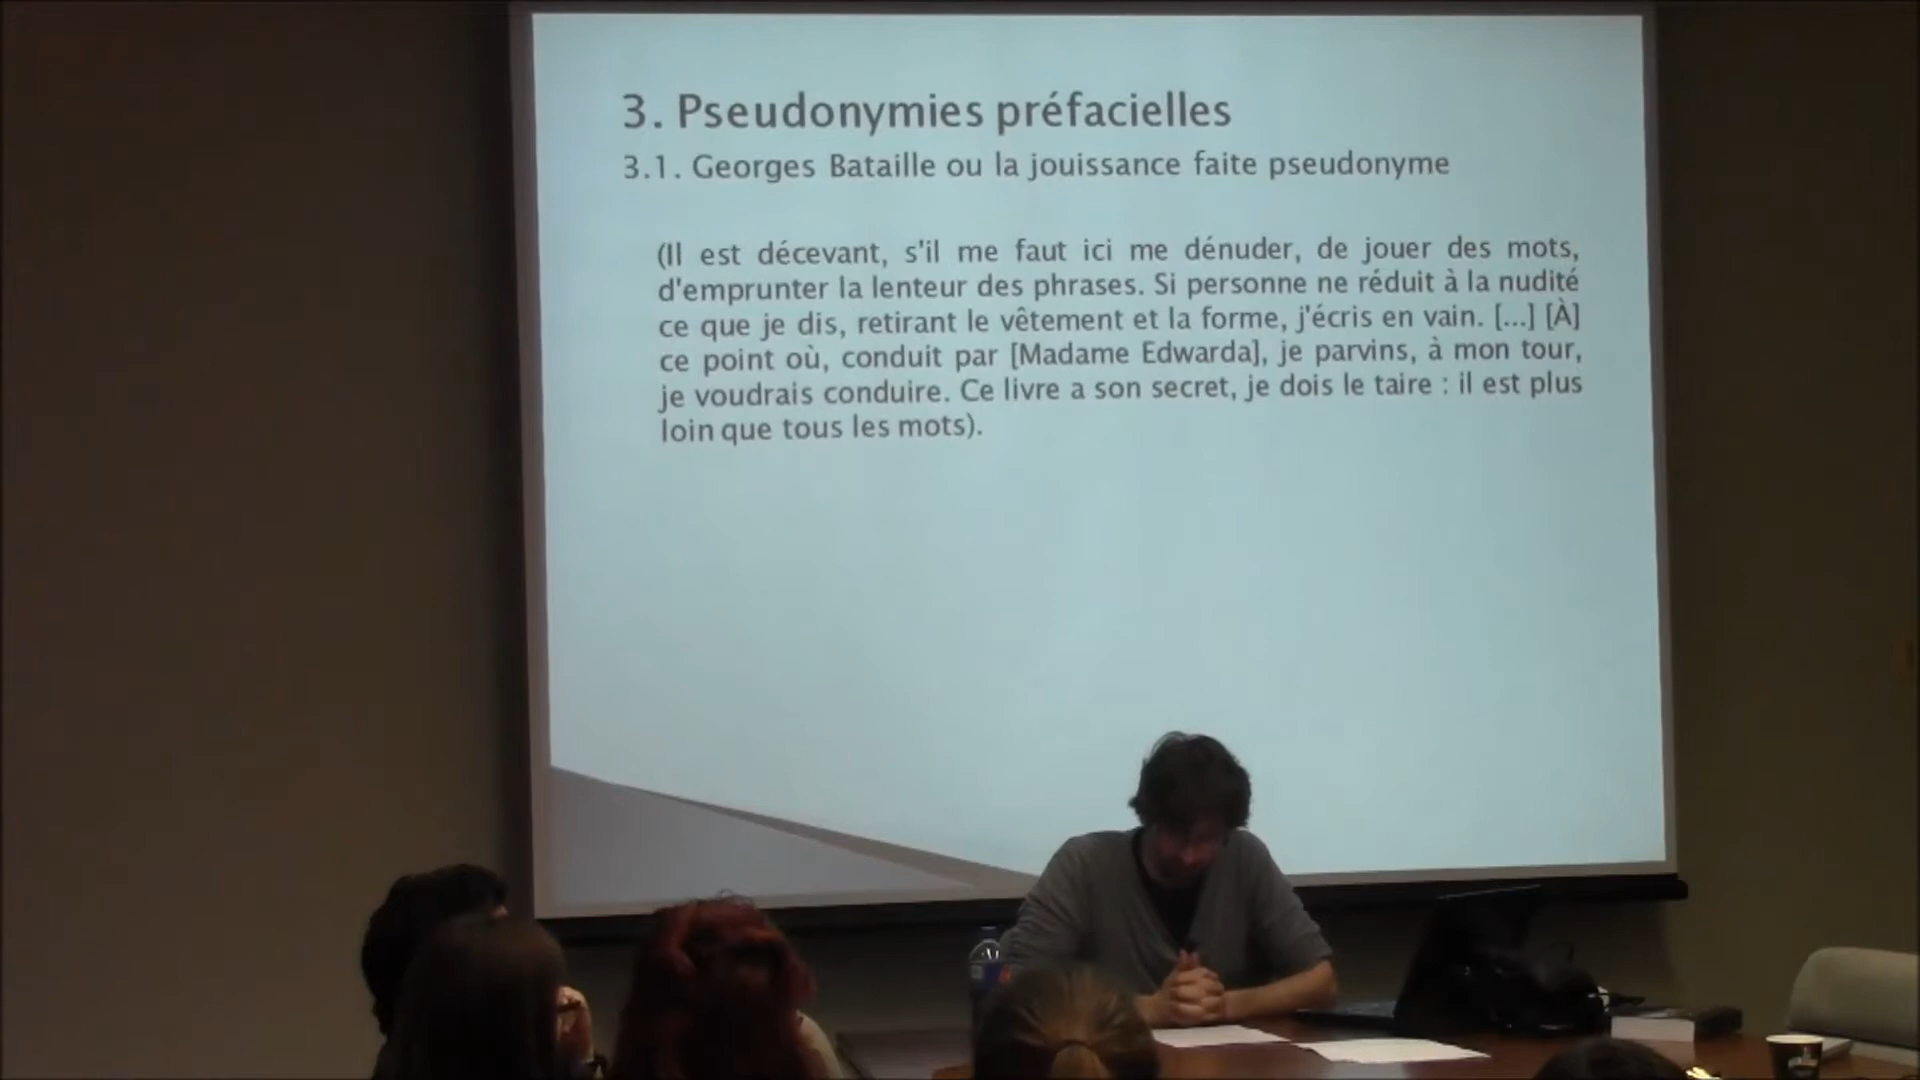 3. Pseudonymies préfacielles
3.1. Georges Bataille ou la jouissance faite pseudonyme
(Il est décevant, s'il me faut ici me dénuder, de jouer des mots,
d'emprunter la lenteur des phrases. Si personne ne réduit à la nudité
ce que je dis, retirant le vêtement et la forme, j'écris en vain. [...] [À]
ce point où, conduit par [Madame Edwarda], je parvins, à mon tour,
je voudrais conduire. Ce livre a son secret, je dois le taire : il est plus
loin que tous les mots).